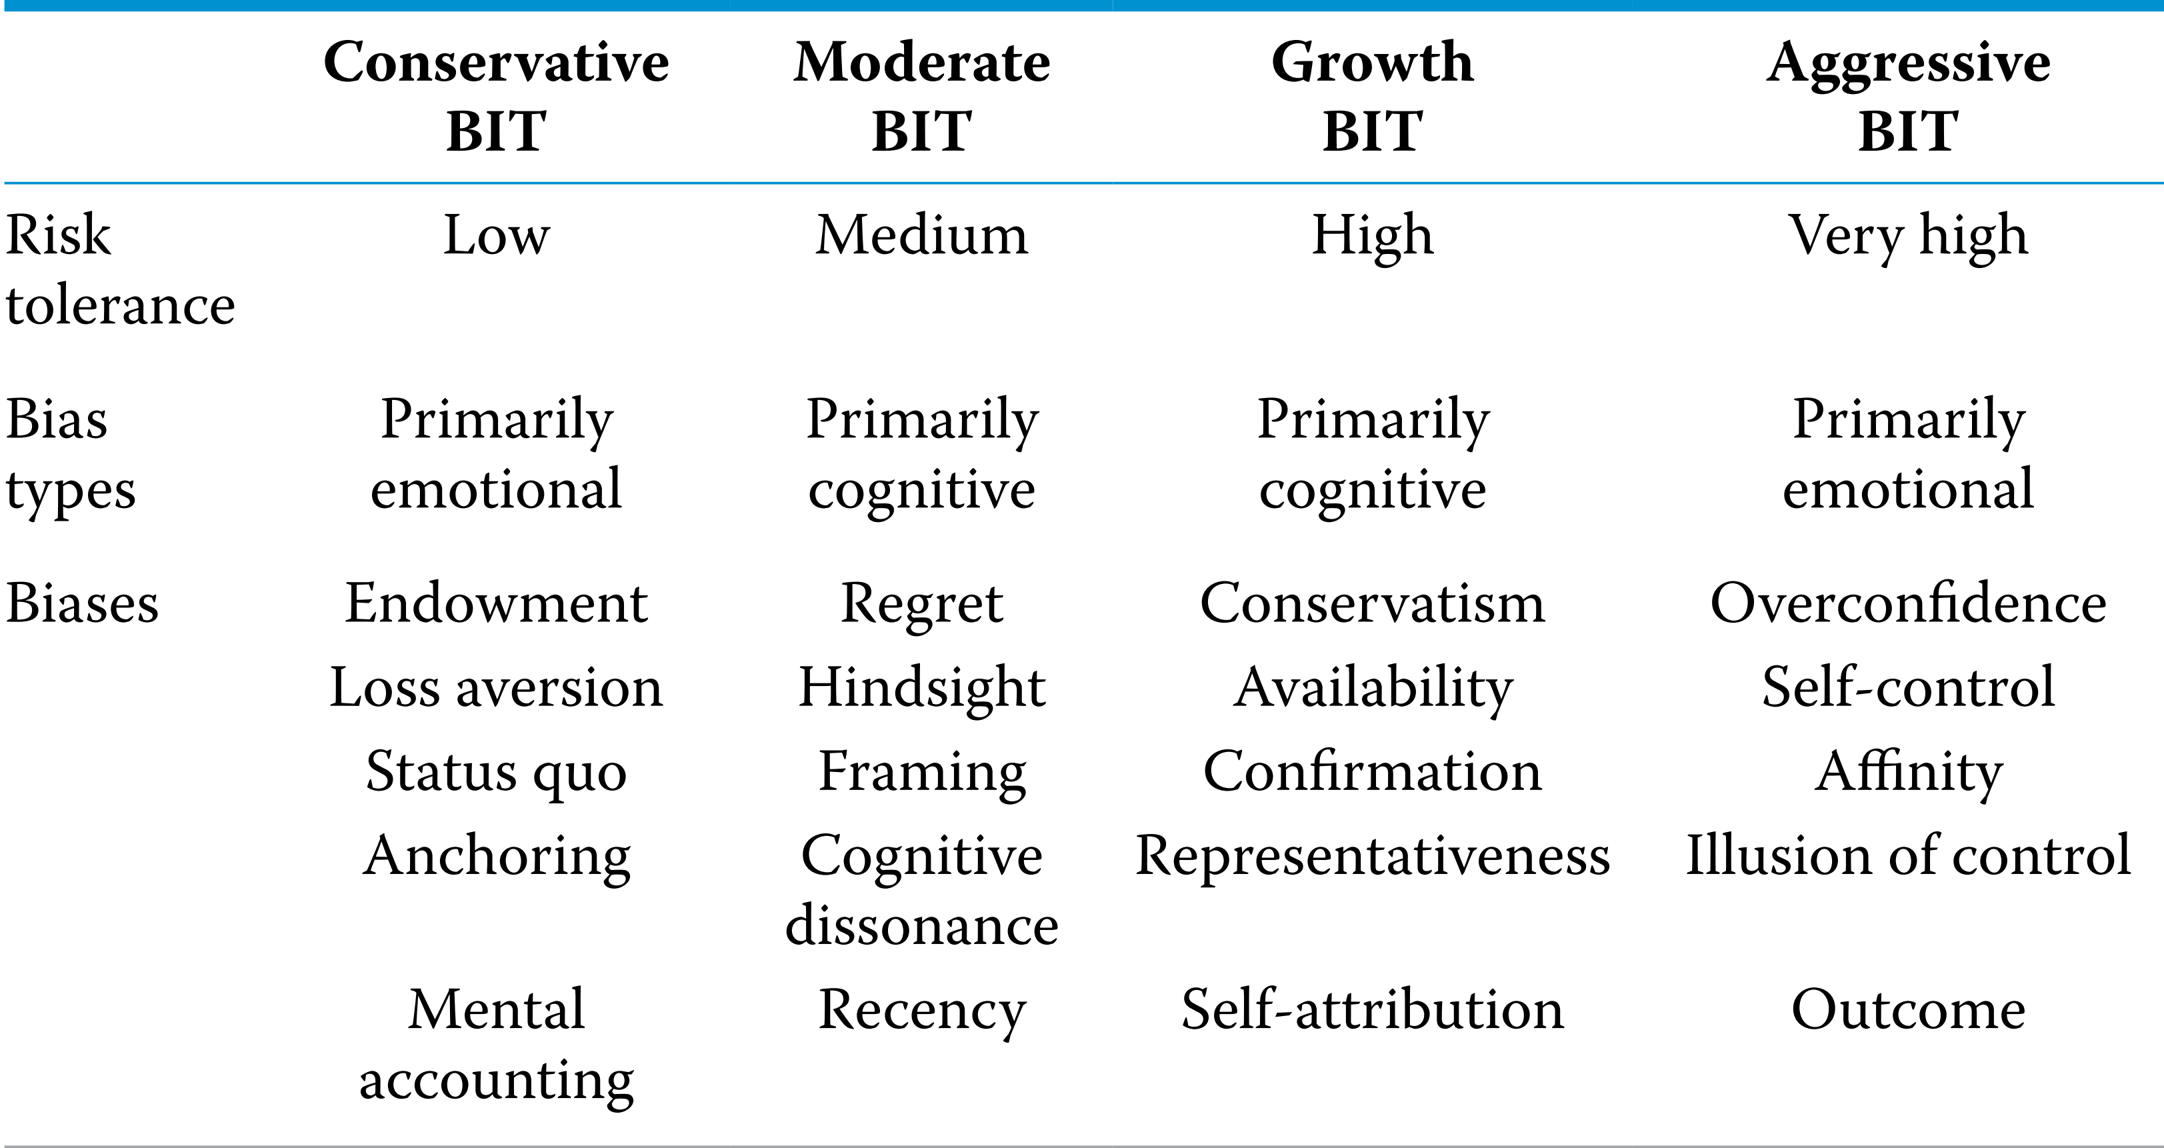 Conservative Moderate Growth Aggressive
BIT BIT BIT BIT
Risk Low Medium High Very high
tolerance
Bias Primarily Primarily Primarily Primarily
types emotional cognitive cognitive emotional
Biases Endowment Regret Conservatism Overconfidence
Loss aversion Hindsight Availability Self-control
Status quo Framing Confirmation Affinity
Anchoring Cognitive Representativeness Illusion of control
dissonance
Mental Recency Self-attribution Outcome
accounting